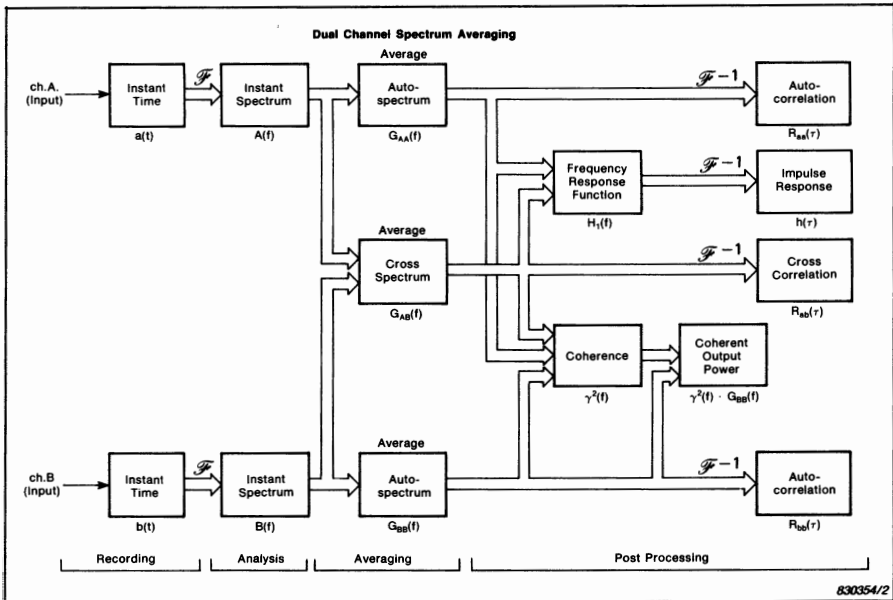 Dual Channel Spectrum Averaging
Average
ch.A.
(Input)
ℱ
Instant
Time
a(t)
Instant
Spectrum
A(f)
Auto-
spectrum
G_AA(f)
ℱ−1
Auto-
correlation
R_aa(τ)
Frequency
Response
Function
H₁(f)
ℱ−1
Impulse
Response
h(τ)
Average
Cross
Spectrum
G_AB(f)
ℱ−1
Cross
Correlation
R_ab(τ)
Coherence
γ²(f)
Coherent
Output
Power
γ²(f) · G_BB(f)
Average
ch.B
(Input)
ℱ
Instant
Time
b(t)
Instant
Spectrum
B(f)
Auto-
spectrum
G_BB(f)
ℱ−1
Auto-
correlation
R_bb(τ)
Recording
Analysis
Averaging
Post Processing
830354/2